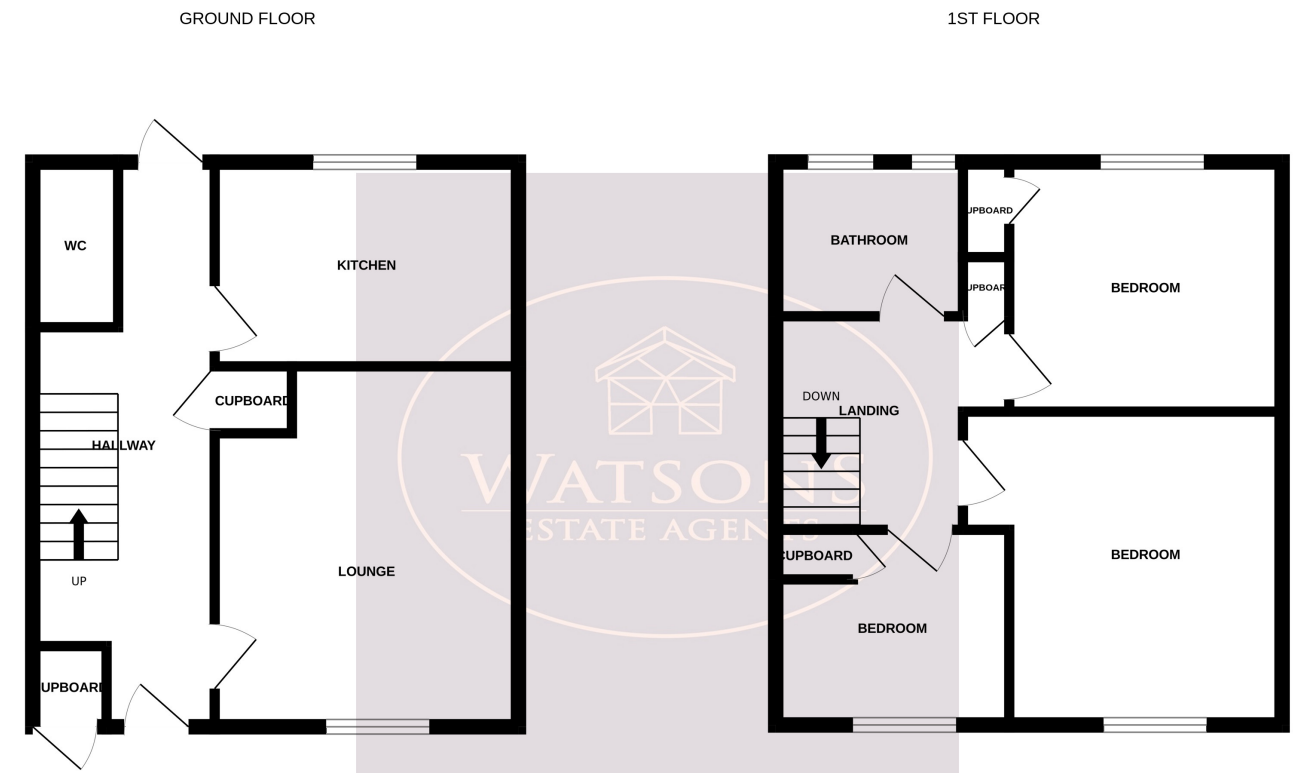 GROUND FLOOR
1ST FLOOR
WC
KITCHEN
CUPBOARD
HALLWAY
UP
LOUNGE
UPBOARD
BATHROOM
UPBOARD
UPBOAR
BEDROOM
DOWN
LANDING
CUPBOARD
BEDROOM
BEDROOM
WATSONS
ESTATE AGENTS